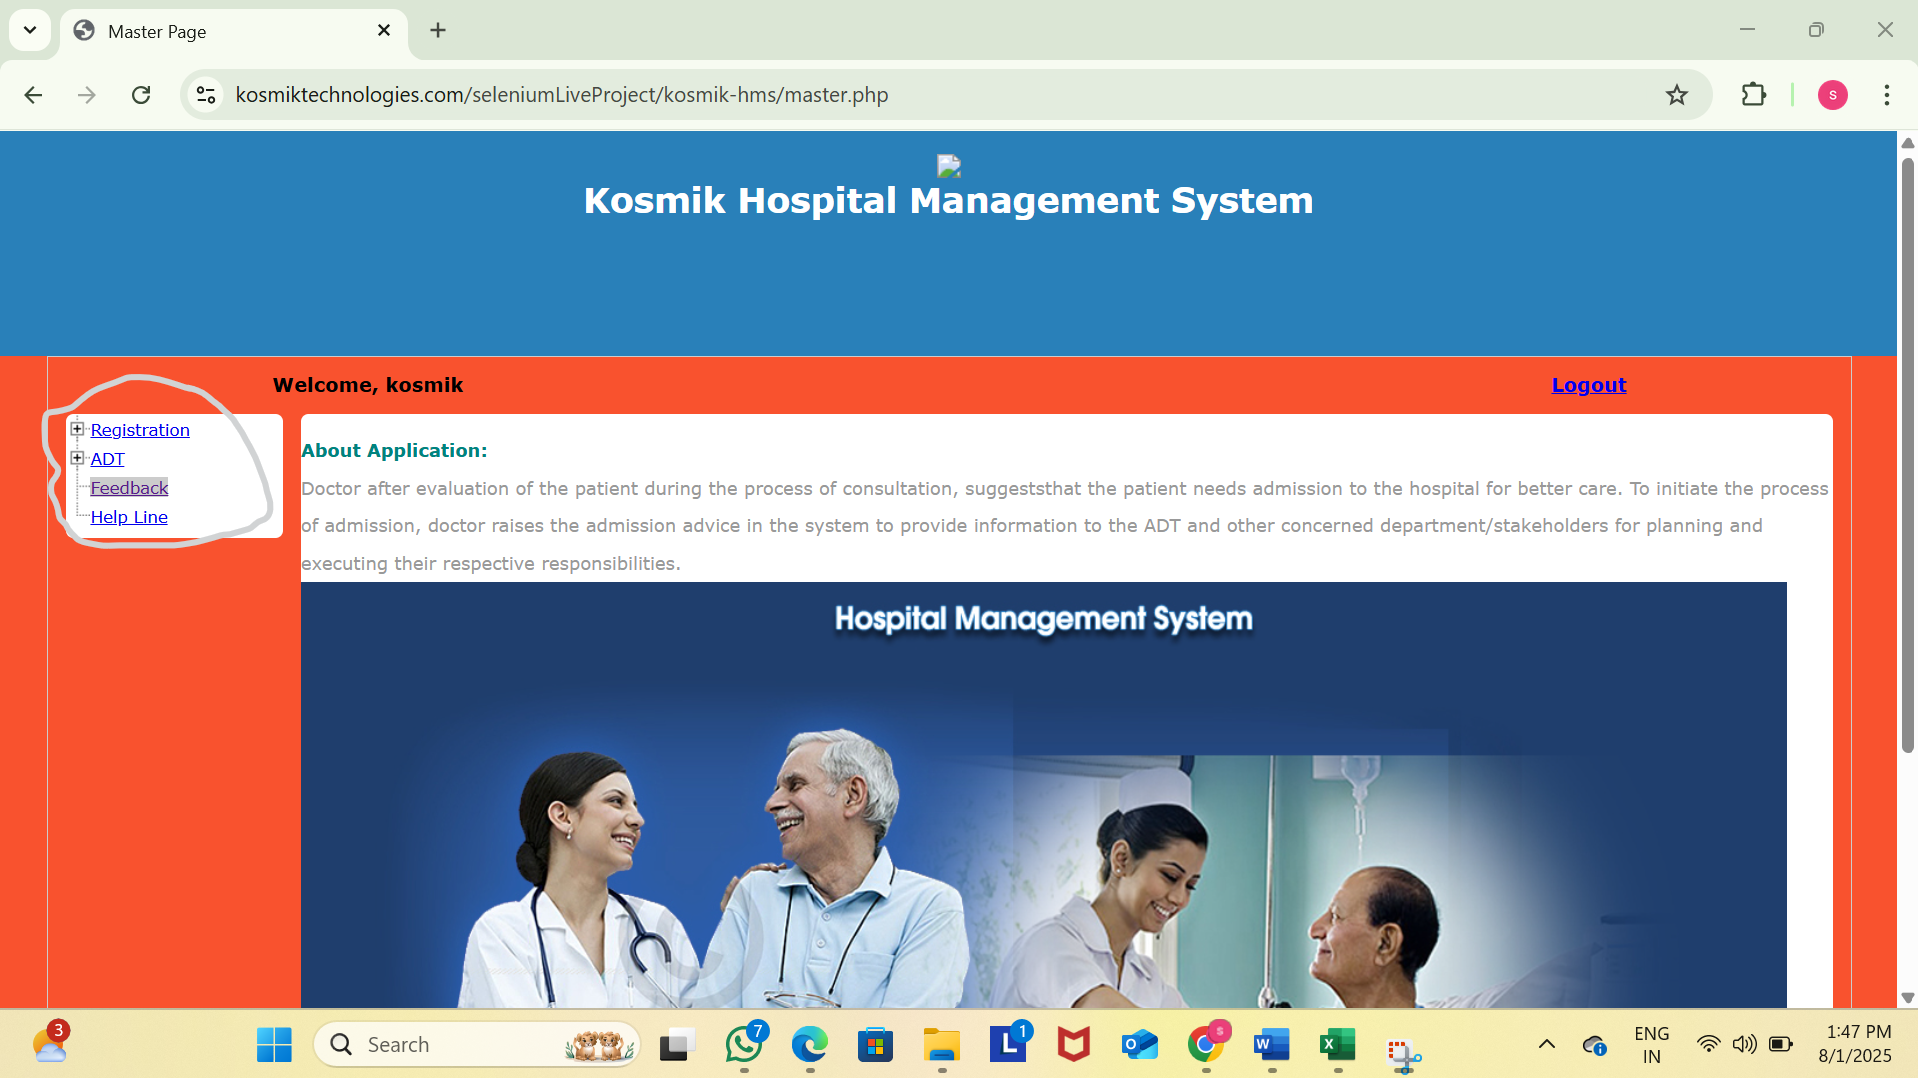 Master Page
kosmiktechnologies.com/seleniumLiveProject/kosmik-hms/master.php
s
Kosmik Hospital Management System
Welcome, kosmik
Logout
Registration
ADT
Feedback
Help Line
About Application:
Doctor after evaluation of the patient during the process of consultation, suggeststhat the patient needs admission to the hospital for better care. To initiate the process
of admission, doctor raises the admission advice in the system to provide information to the ADT and other concerned department/stakeholders for planning and
executing their respective responsibilities.
Hospital Management System
3
Search
7
L
1
O
s
W
X
ENG
IN
1:47 PM
8/1/2025